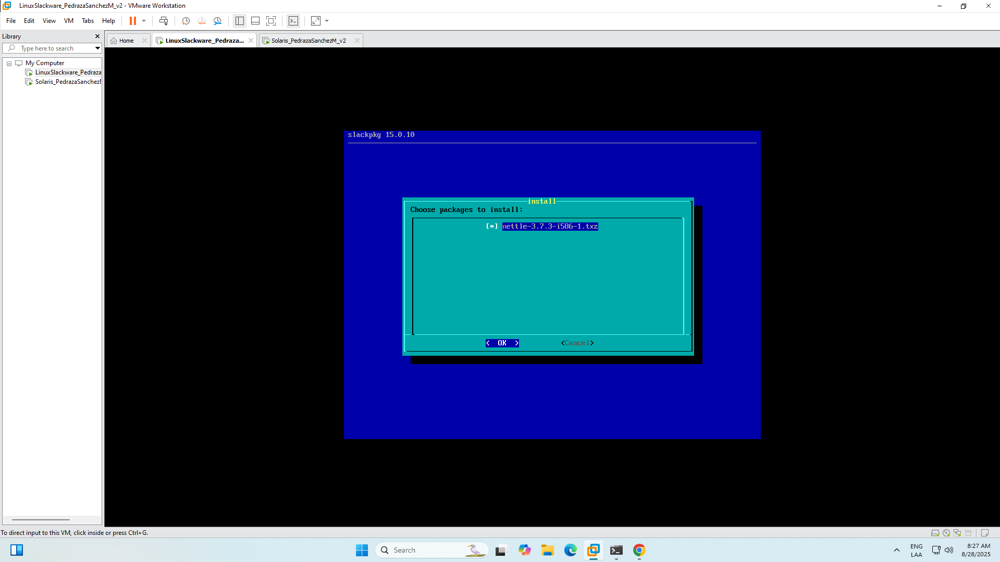 LinuxSlackware_PedrazaSanchezM_v2 - VMware Workstation
File Edit View VM Tabs Help
Library
Type here to search
Home
LinuxSlackware_Pedraza...
Solaris_PedrazaSanchezM_v2
My Computer
LinuxSlackware_Pedraza
Solaris_PedrazaSanchezM
slackpkg 15.0.10
install
Choose packages to install:
[*] nettle-3.7.3-i586-1.txz
< OK > <Cancel>
To direct input to this VM, click inside or press Ctrl+G.
Search
ENG
LAA
8:27 AM
8/28/2025